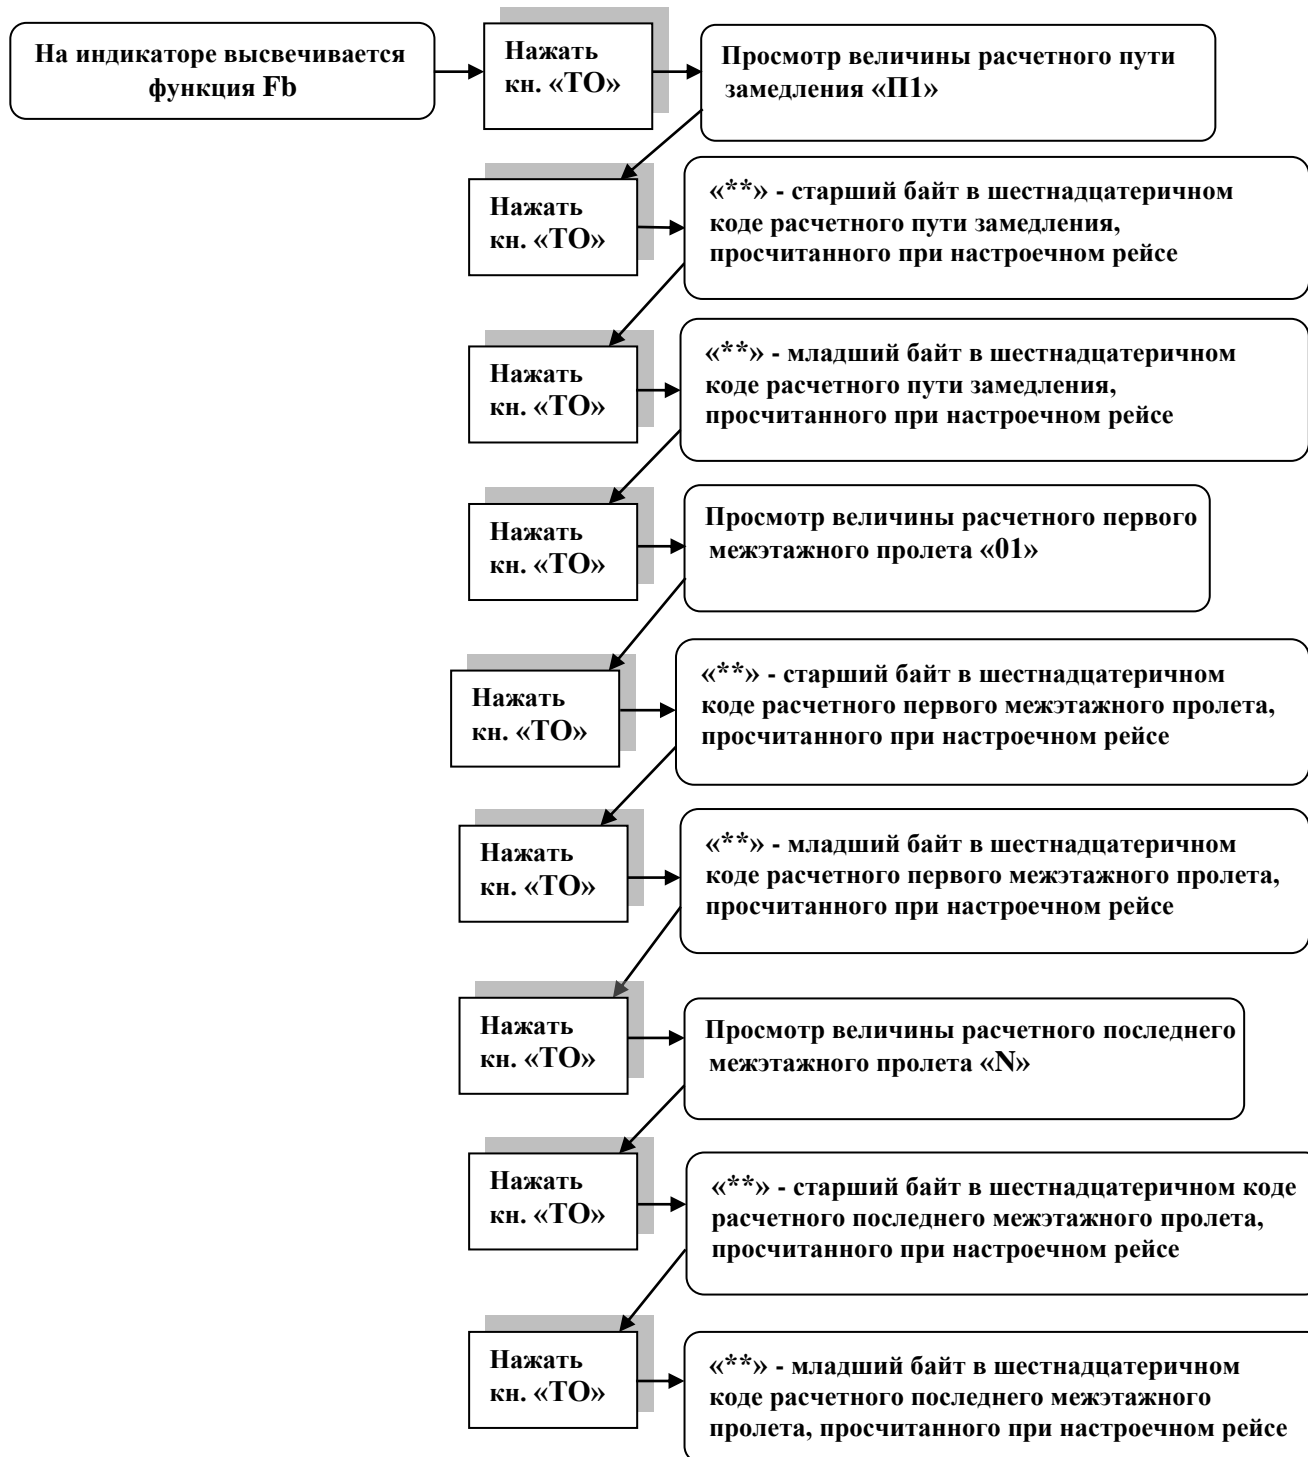 На индикаторе высвечивается
функция Fb
Нажать
кн. «ТО»
Просмотр величины расчетного пути
замедления «П1»
Нажать
кн. «ТО»
«**» - старший байт в шестнадцатеричном
коде расчетного пути замедления,
просчитанного при настроечном рейсе
Нажать
кн. «ТО»
«**» - младший байт в шестнадцатеричном
коде расчетного пути замедления,
просчитанного при настроечном рейсе
Нажать
кн. «ТО»
Просмотр величины расчетного первого
межэтажного пролета «01»
Нажать
кн. «ТО»
«**» - старший байт в шестнадцатеричном
коде расчетного первого межэтажного пролета,
просчитанного при настроечном рейсе
Нажать
кн. «ТО»
«**» - младший байт в шестнадцатеричном
коде расчетного первого межэтажного пролета,
просчитанного при настроечном рейсе
Нажать
кн. «ТО»
Просмотр величины расчетного последнего
межэтажного пролета «N»
Нажать
кн. «ТО»
«**» - старший байт в шестнадцатеричном коде
расчетного последнего межэтажного пролета,
просчитанного при настроечном рейсе
Нажать
кн. «ТО»
«**» - младший байт в шестнадцатеричном
коде расчетного последнего межэтажного
пролета, просчитанного при настроечном рейсе